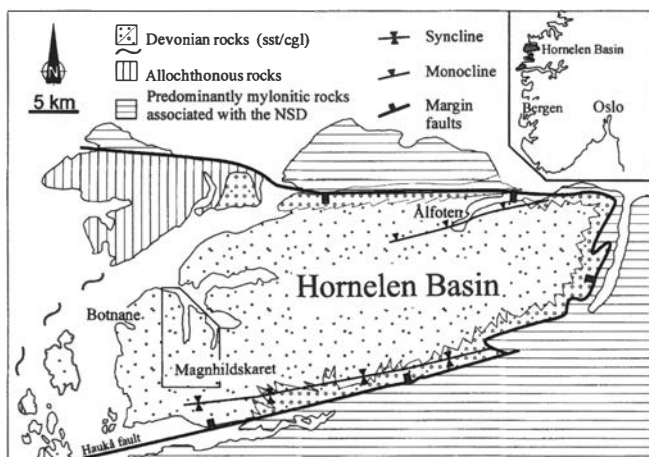 N
5 km
Devonian rocks (sst/cgl)
Allochthonous rocks
Predominantly mylonitic rocks
associated with the NSD
Syncline
Monocline
Margin
faults
Hornelen Basin
Bergen
Oslo
Ålfoten
Hornelen Basin
Botnane
Magnhildskaret
Haukå fault